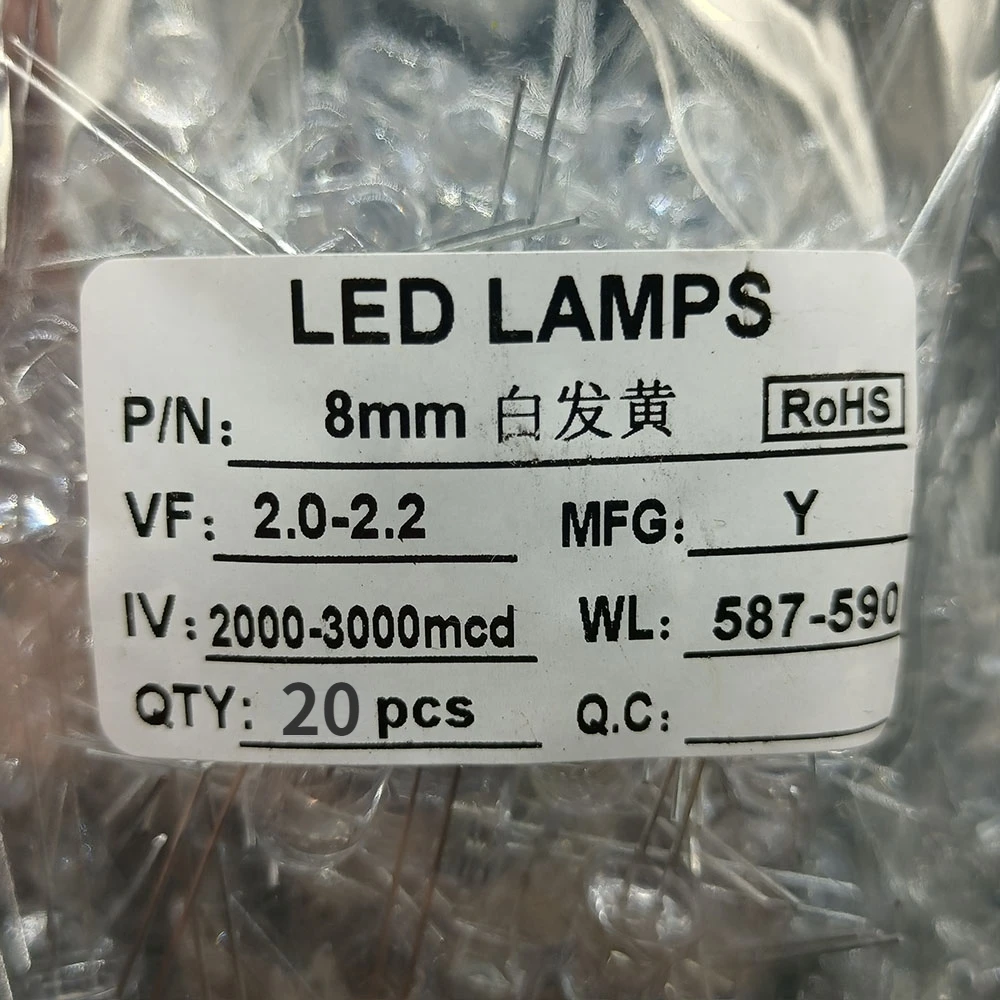 LED LAMPS
P/N: 8mm 白发黄 RoHS
VF: 2.0-2.2 MFG: Y
IV: 2000-3000mcd WL: 587-590
QTY: 20 pcs Q.C: